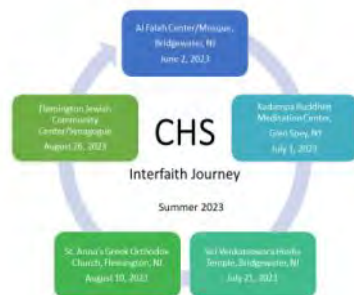 Al Falah Center/Mosque,
Bridgewater, NJ
June 2, 2023
Kadampa Buddhist
Meditation Center,
Glen Spey, NY
July 1, 2023
Sri Venkateswara Hindu
Temple, Bridgewater, NJ
July 21, 2023
St. Anna's Greek Orthodox
Church, Flemington, NJ
August 10, 2023
Flemington Jewish
Community
Center/Synagogue
August 26, 2023
CHS
Interfaith Journey
Summer 2023